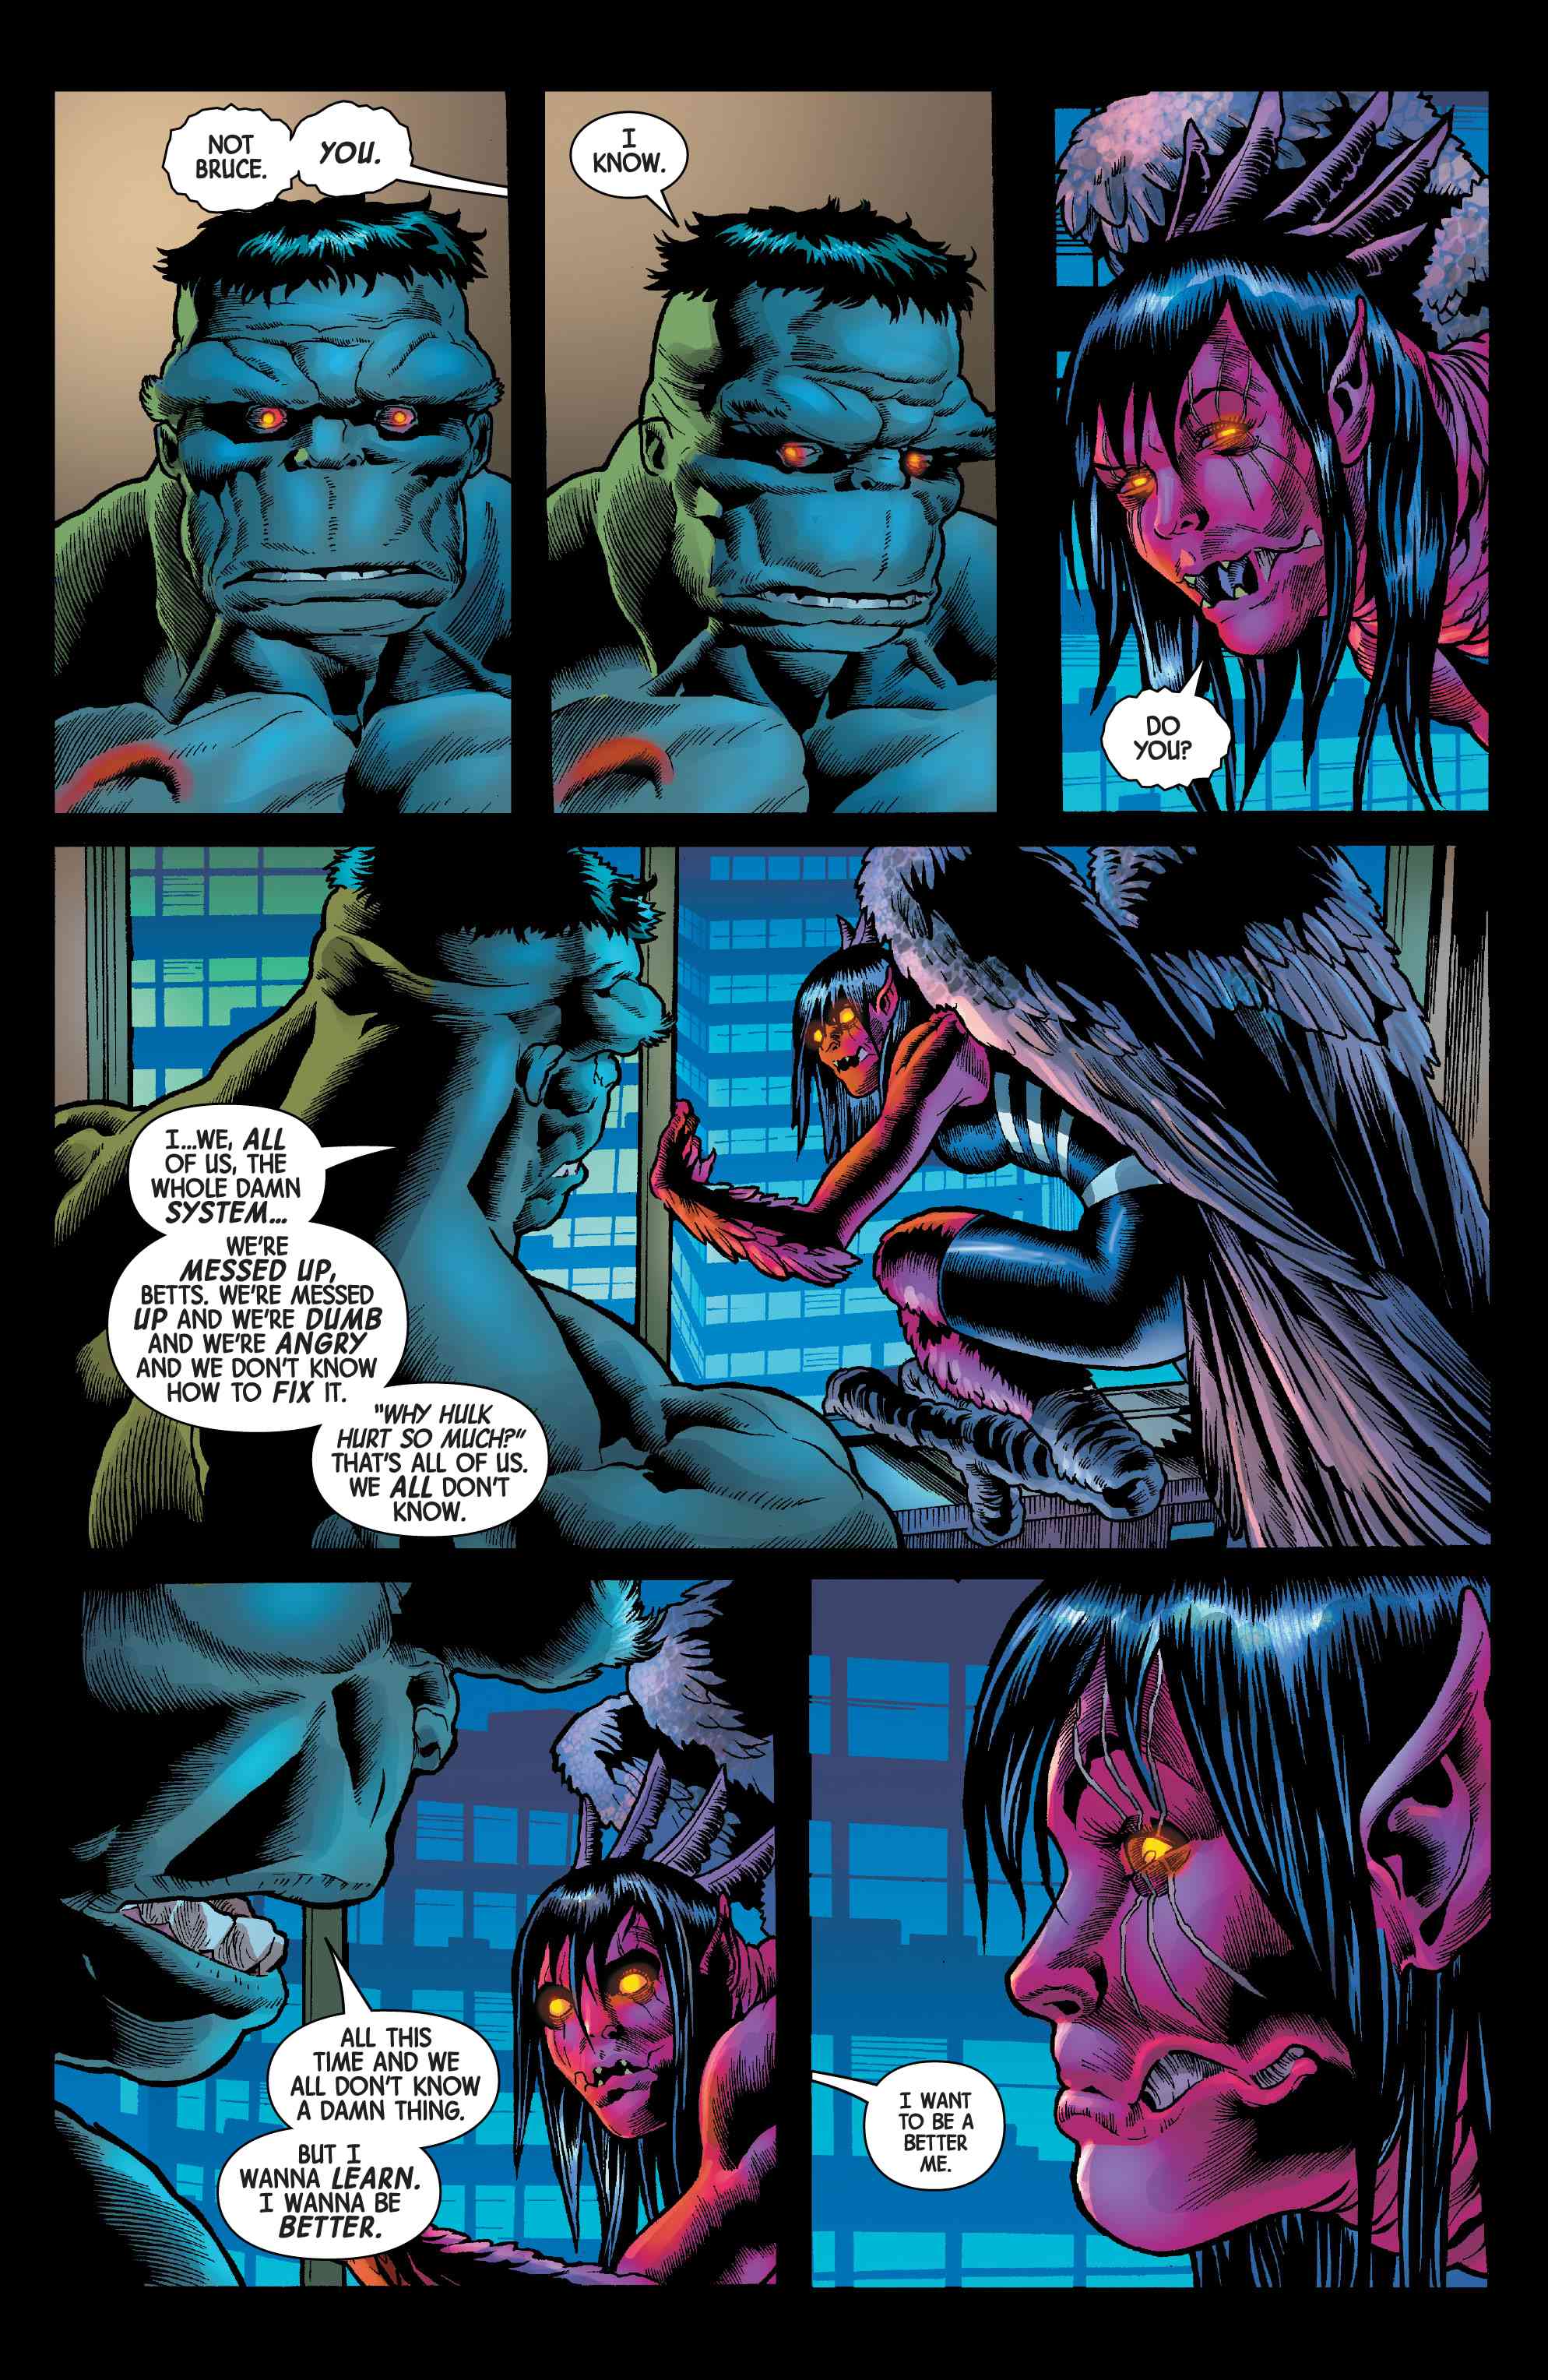 NOT
BRUCE.
YOU.
I
KNOW.
DO
YOU?
I...WE, ALL
OF US, THE
WHOLE DAMN
SYSTEM...
WE'RE
MESSED UP,
BETTS. WE'RE MESSED
UP AND WE'RE DUMB
AND WE'RE ANGRY
AND WE DON'T KNOW
HOW TO FIX IT.
"WHY HULK
HURT SO MUCH?"
THAT'S ALL OF US.
WE ALL DON'T
KNOW.
ALL THIS
TIME AND WE
ALL DON'T KNOW
A DAMN THING.
BUT I
WANNA LEARN.
I WANNA BE
BETTER.
I WANT
TO BE A
BETTER
ME.